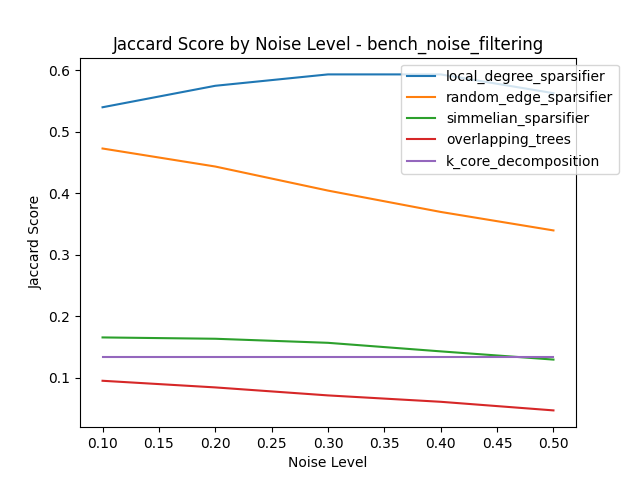 Jaccard Score by Noise Level - bench_noise_filtering
0.6
0.5
0.4
0.3
0.2
0.1
Jaccard Score
local_degree_sparsifier
random_edge_sparsifier
simmelian_sparsifier
overlapping_trees
k_core_decomposition
0.10 0.15 0.20 0.25 0.30 0.35 0.40 0.45 0.50
Noise Level